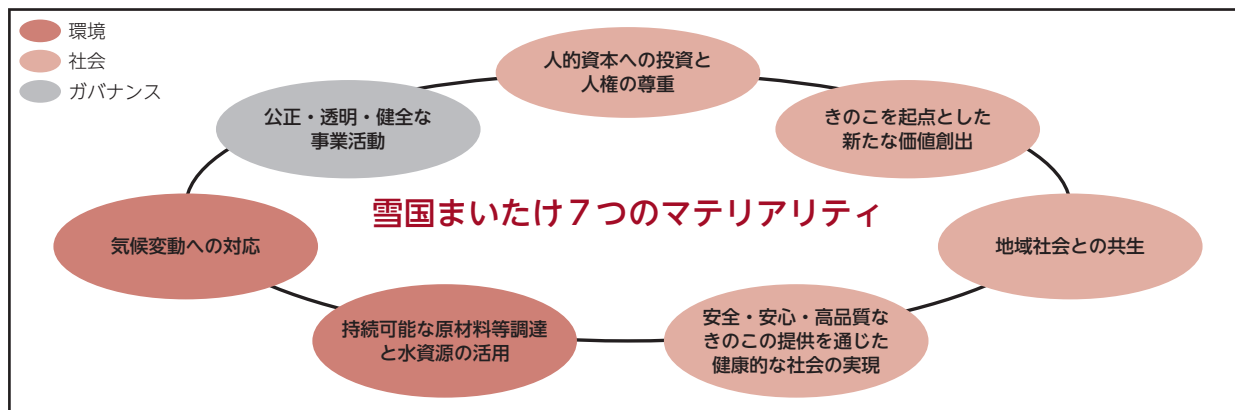 環境
社会
ガバナンス
人的資本への投資と
人権の尊重
公正・透明・健全な
事業活動
きのこを起点とした
新たな価値創出
雪国まいたけ７つのマテリアリティ
気候変動への対応
地域社会との共生
持続可能な原材料等調達
と水資源の活用
安全・安心・高品質な
きのこの提供を通じた
健康的な社会の実現